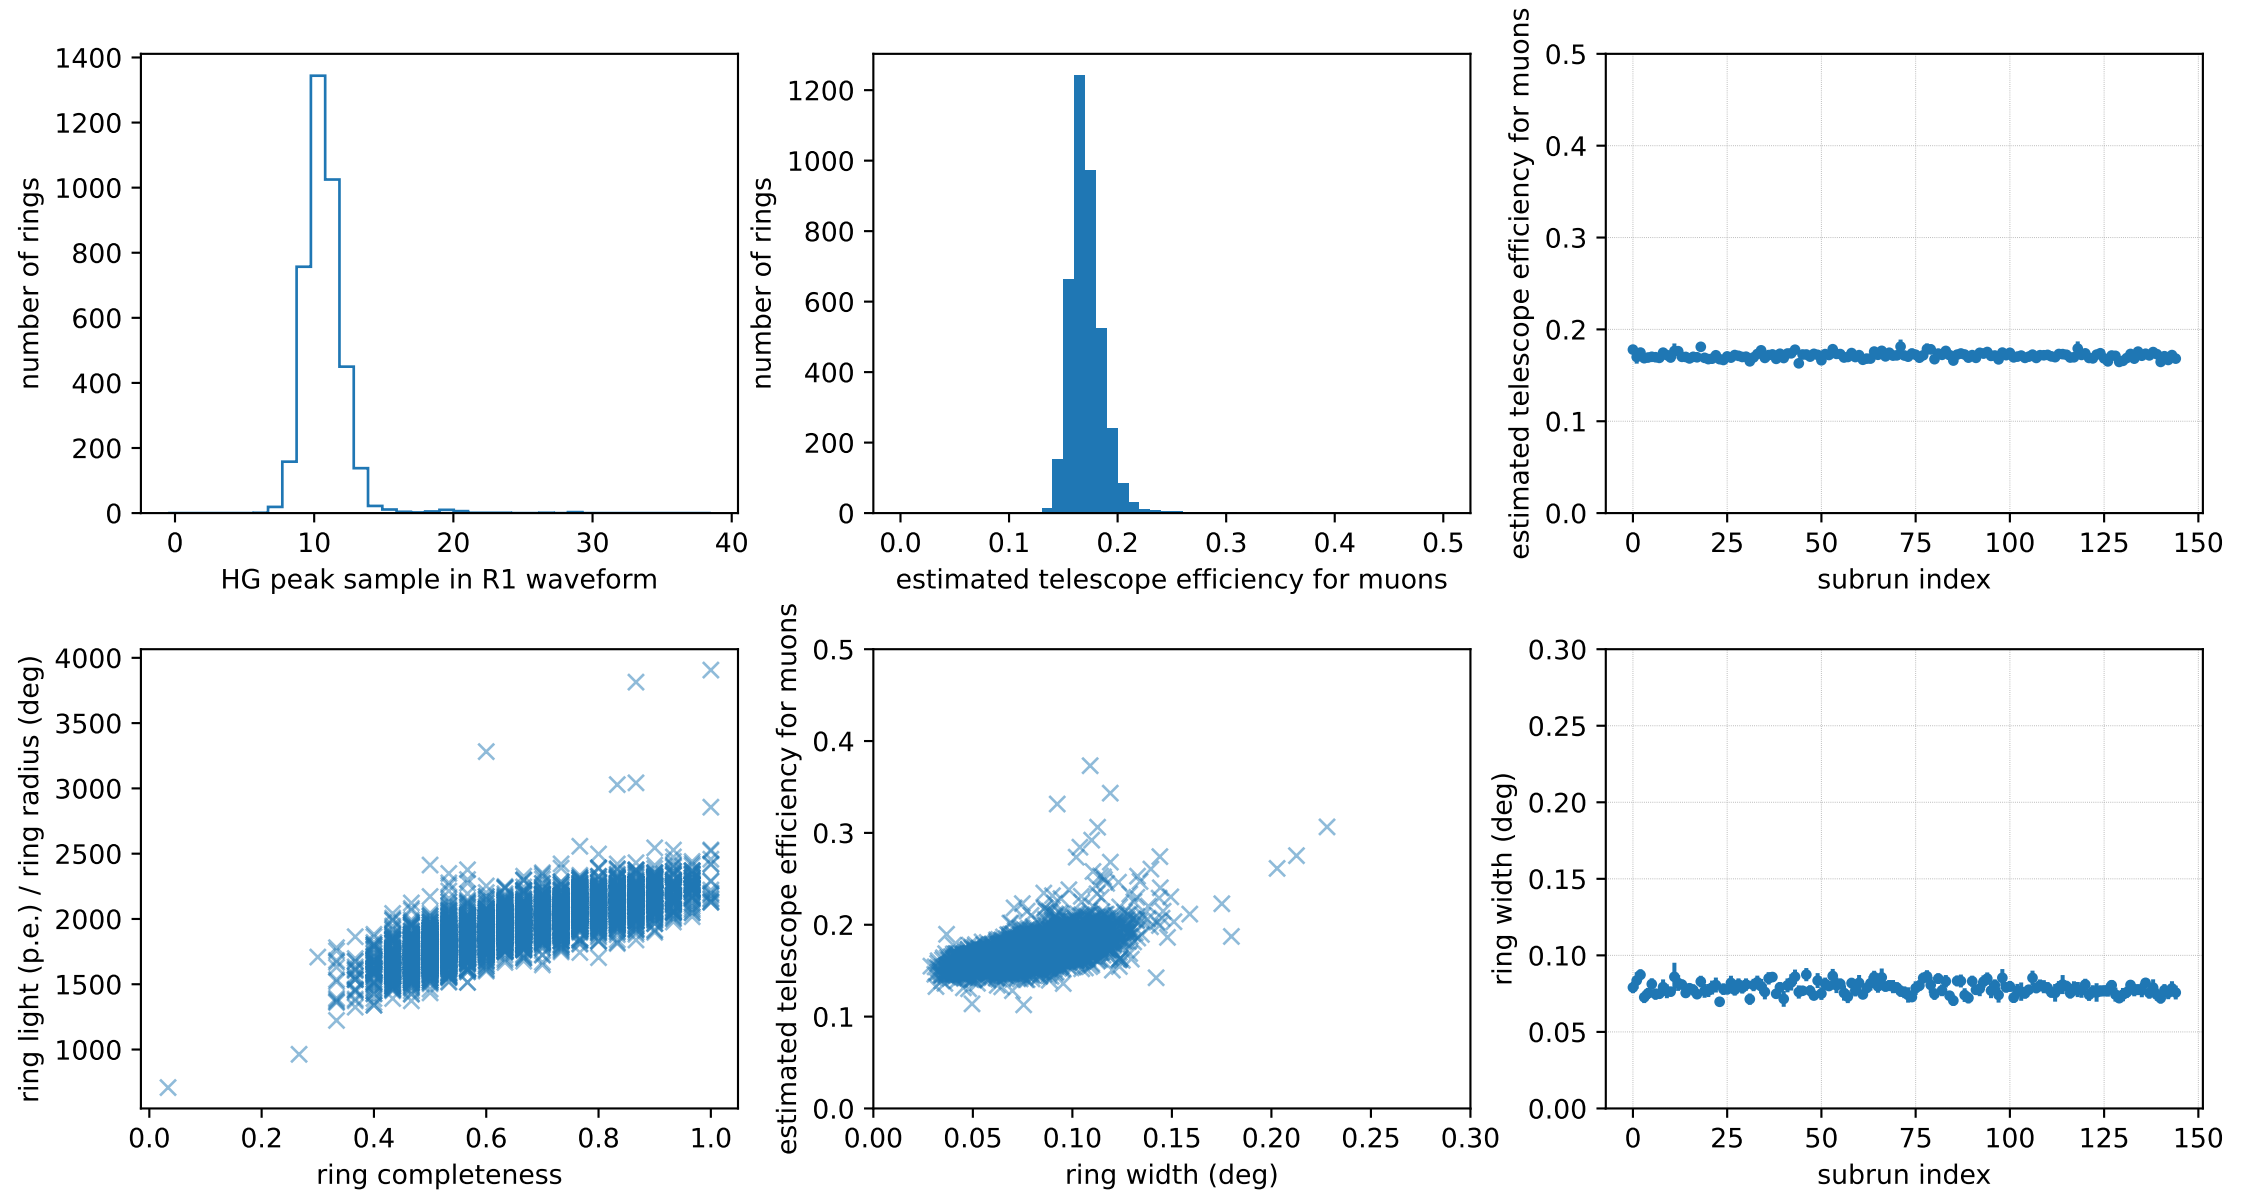 1400
1200
1000
800
600
400
200
0
number of rings
0 10 20 30 40
HG peak sample in R1 waveform
1200
1000
800
600
400
200
0
number of rings
0.0 0.1 0.2 0.3 0.4 0.5
estimated telescope efficiency for muons
0.5
0.4
0.3
0.2
0.1
0.0
estimated telescope efficiency for muons
0 25 50 75 100 125 150
subrun index
4000
3500
3000
2500
2000
1500
1000
ring light (p.e.) / ring radius (deg)
0.0 0.2 0.4 0.6 0.8 1.0
ring completeness
0.5
0.4
0.3
0.2
0.1
0.0
estimated telescope efficiency for muons
0.00 0.05 0.10 0.15 0.20 0.25 0.30
ring width (deg)
0.30
0.25
0.20
0.15
0.10
0.05
0.00
ring width (deg)
0 25 50 75 100 125 150
subrun index